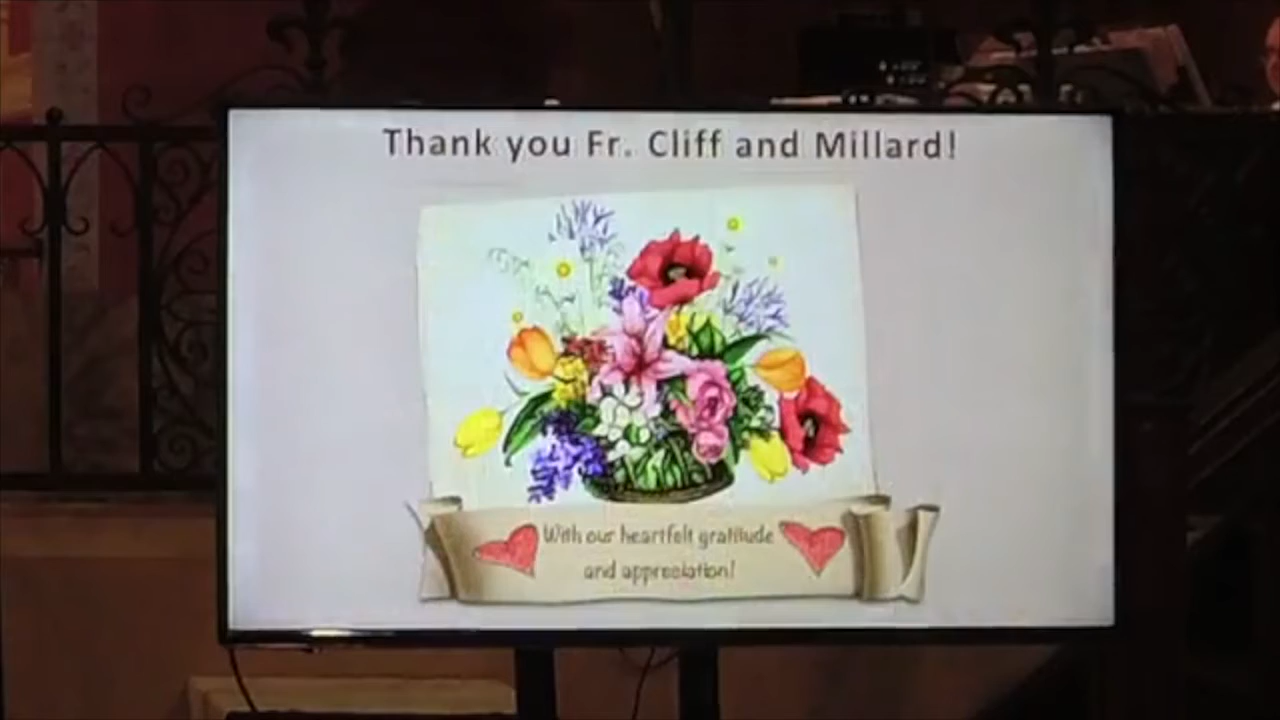 Thank you Fr. Cliff and Millard!
With our heartfelt gratitude
and appreciation!